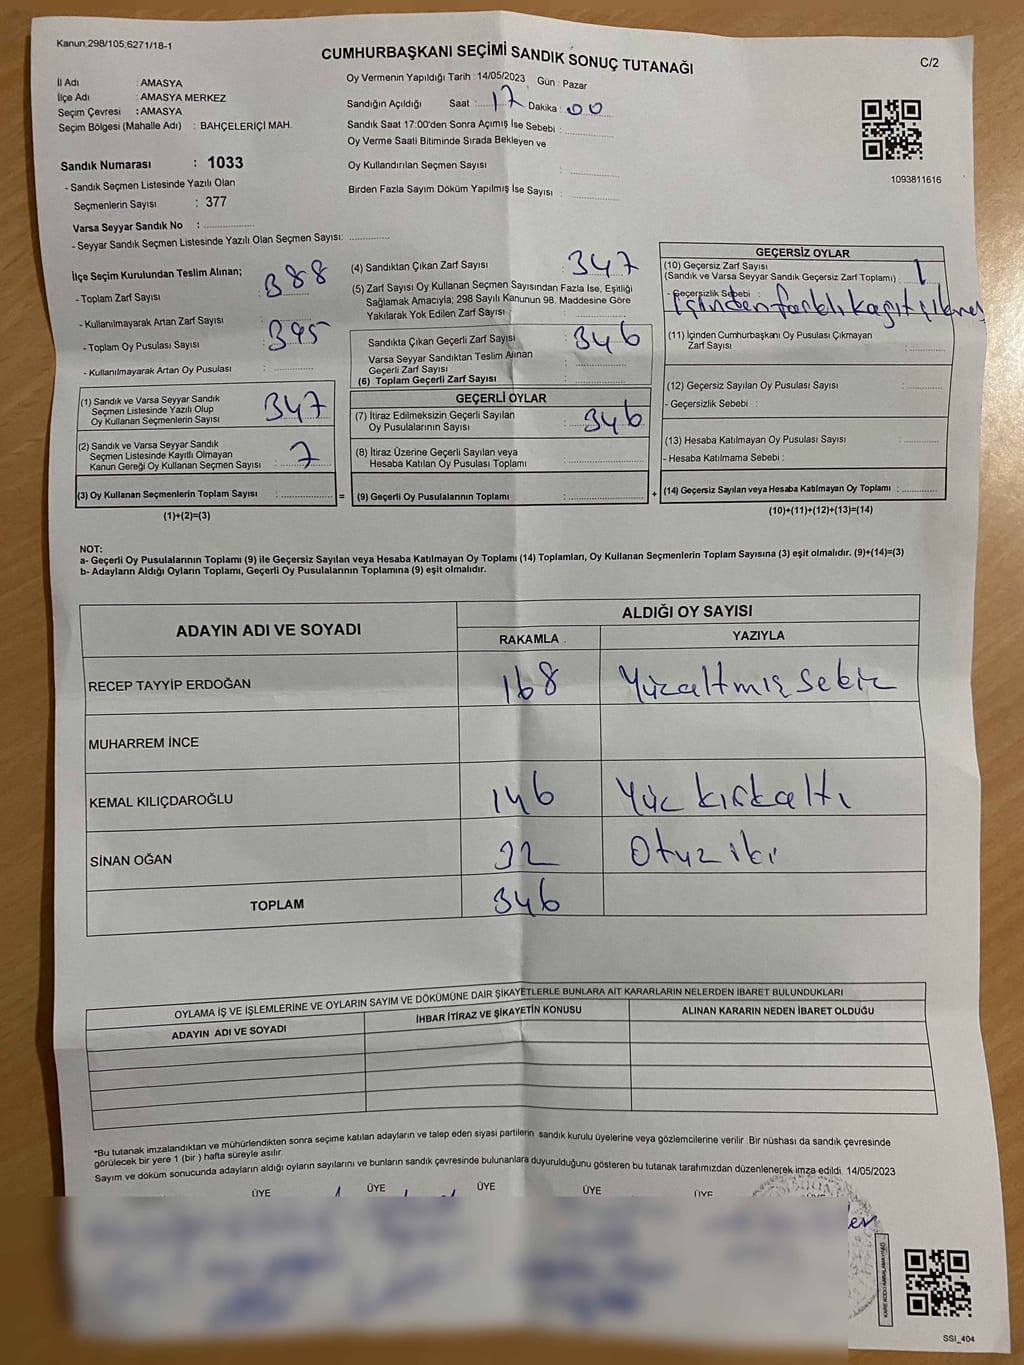 Kanun;298/105,6271/18-1
CUMHURBAŞKANI SEÇİMİ SANDIK SONUÇ TUTANAĞI
C/2
İl Adı : AMASYA
İlçe Adı : AMASYA MERKEZ
Seçim Çevresi : AMASYA
Seçim Bölgesi (Mahalle Adı) : BAHÇELERİÇİ MAH.
Sandık Numarası : 1033
- Sandık Seçmen Listesinde Yazılı Olan
Seçmenlerin Sayısı : 377
Varsa Seyyar Sandık No :
- Seyyar Sandık Seçmen Listesinde Yazılı Olan Seçmen Sayısı:
Oy Vermenin Yapıldığı Tarih : 14/05/2023 Gün : Pazar
Sandığın Açıldığı Saat : 17 Dakika : 00
Sandık Saat 17:00'den Sonra Açımış İse Sebebi :
Oy Verme Saati Bitiminde Sırada Bekleyen ve
Oy Kullandırılan Seçmen Sayısı :
Birden Fazla Sayım Döküm Yapılmış İse Sayısı :
1093811616
İlçe Seçim Kurulundan Teslim Alınan;
- Toplam Zarf Sayısı : 388
- Kullanılmayarak Artan Zarf Sayısı :
- Toplam Oy Pusulası Sayısı : 395
- Kullanılmayarak Artan Oy Pusulası :
(1) Sandık ve Varsa Seyyar Sandık
Seçmen Listesinde Yazılı Olup
Oy Kullanan Seçmenlerin Sayısı : 347
(2) Sandık ve Varsa Seyyar Sandık
Seçmen Listesinde Kayıtlı Olmayan
Kanun Gereği Oy Kullanan Seçmen Sayısı : 7
(3) Oy Kullanan Seçmenlerin Toplam Sayısı : =
(1)+(2)=(3)
(4) Sandıktan Çıkan Zarf Sayısı : 347
(5) Zarf Sayısı Oy Kullanan Seçmen Sayısından Fazla İse, Eşitliği
Sağlamak Amacıyla; 298 Sayılı Kanunun 98. Maddesine Göre
Yakılarak Yok Edilen Zarf Sayısı :
Sandıkta Çıkan Geçerli Zarf Sayısı : 346
Varsa Seyyar Sandıktan Teslim Alınan
Geçerli Zarf Sayısı :
(6) Toplam Geçerli Zarf Sayısı :
GEÇERLİ OYLAR
(7) İtiraz Edilmeksizin Geçerli Sayılan
Oy Pusulalarının Sayısı : 346
(8) İtiraz Üzerine Geçerli Sayılan veya
Hesaba Katılan Oy Pusulası Toplamı :
(9) Geçerli Oy Pusulalarının Toplamı : +
GEÇERSİZ OYLAR
(10) Geçersiz Zarf Sayısı
(Sandık ve Varsa Seyyar Sandık Geçersiz Zarf Toplamı) : 1
- Geçersizlik Sebebi :
İçinden farklı kağıt
(11) İçinden Cumhurbaşkanı Oy Pusulası Çıkmayan
Zarf Sayısı :
(12) Geçersiz Sayılan Oy Pusulası Sayısı :
- Geçersizlik Sebebi :
(13) Hesaba Katılmayan Oy Pusulası Sayısı :
- Hesaba Katılmama Sebebi :
(14) Geçersiz Sayılan veya Hesaba Katılmayan Oy Toplamı :
(10)+(11)+(12)+(13)=(14)
NOT:
a- Geçerli Oy Pusulalarının Toplamı (9) ile Geçersiz Sayılan veya Hesaba Katılmayan Oy Toplamı (14) Toplamları, Oy Kullanan Seçmenlerin Toplam Sayısına (3) eşit olmalıdır. (9)+(14)=(3)
b- Adayların Aldığı Oyların Toplamı, Geçerli Oy Pusulalarının Toplamına (9) eşit olmalıdır.
ADAYIN ADI VE SOYADI
ALDIĞI OY SAYISI
RAKAMLA YAZIYLA
RECEP TAYYİP ERDOĞAN 168 Yüzaltmış sekiz
MUHARREM İNCE
KEMAL KILIÇDAROĞLU 146 Yüz kırkaltı
SİNAN OĞAN 32 Otuz iki
TOPLAM 346
OYLAMA İŞ VE İŞLEMLERİNE VE OYLARIN SAYIM VE DÖKÜMÜNE DAİR ŞİKAYETLERLE BUNLARA AİT KARARLARIN NELERDEN İBARET BULUNDUKLARI
ADAYIN ADI VE SOYADI İHBAR İTİRAZ VE ŞİKAYETİN KONUSU ALINAN KARARIN NEDEN İBARET OLDUĞU
*Bu tutanak imzalandıktan ve mühürlendikten sonra seçime katılan adayların ve talep eden siyasi partilerin sandık kurulu üyelerine veya gözlemcilerine verilir. Bir nüshası da sandık çevresinde
görülecek bir yere 1 (bir ) hafta süreyle asılır.
Sayım ve döküm sonucunda adayların aldığı oyların sayılarını ve bunların sandık çevresinde bulunanlara duyurulduğunu gösteren bu tutanak tarafımızdan düzenlenerek imza edildi. 14/05/2023
ÜYE ÜYE ÜYE ÜYE ÜYE
SSI_404